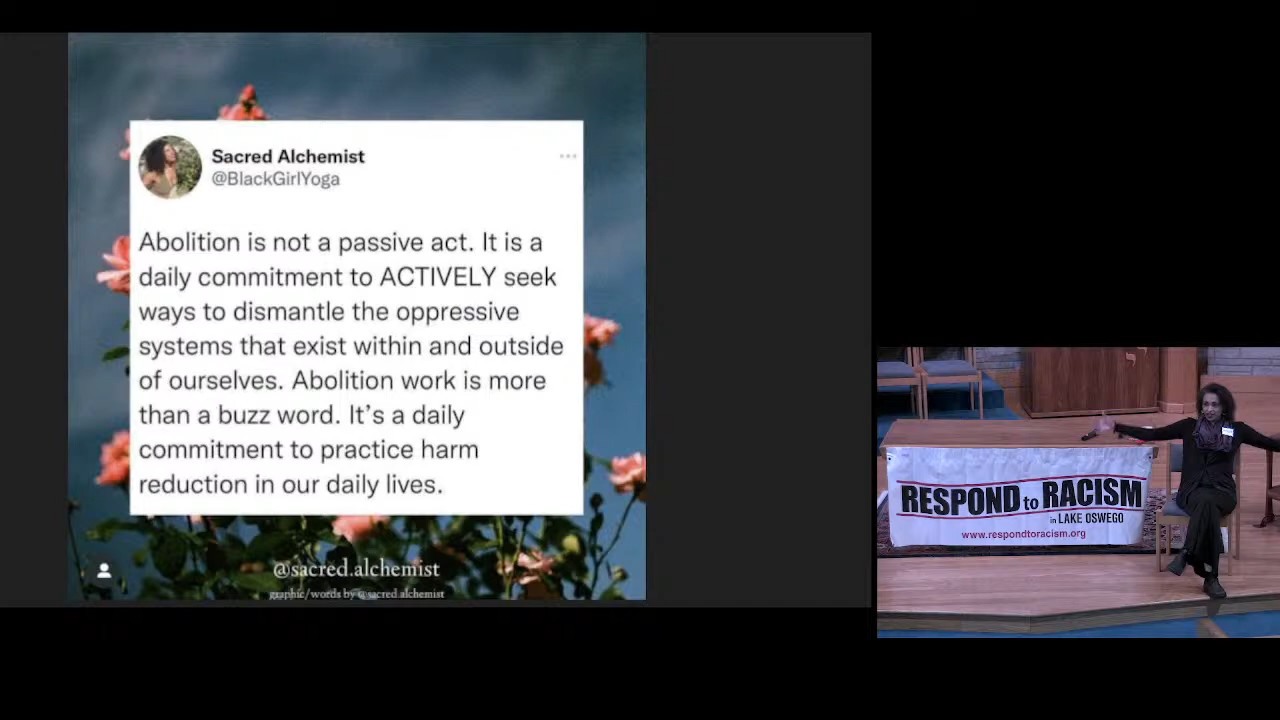 Sacred Alchemist
@BlackGirlYoga
Abolition is not a passive act. It is a
daily commitment to ACTIVELY seek
ways to dismantle the oppressive
systems that exist within and outside
of ourselves. Abolition work is more
than a buzz word. It’s a daily
commitment to practice harm
reduction in our daily lives.
@sacred.alchemist
graphic/words by @sacred.alchemist
RESPOND to RACISM
in LAKE OSWEGO
www.respondtoracism.org